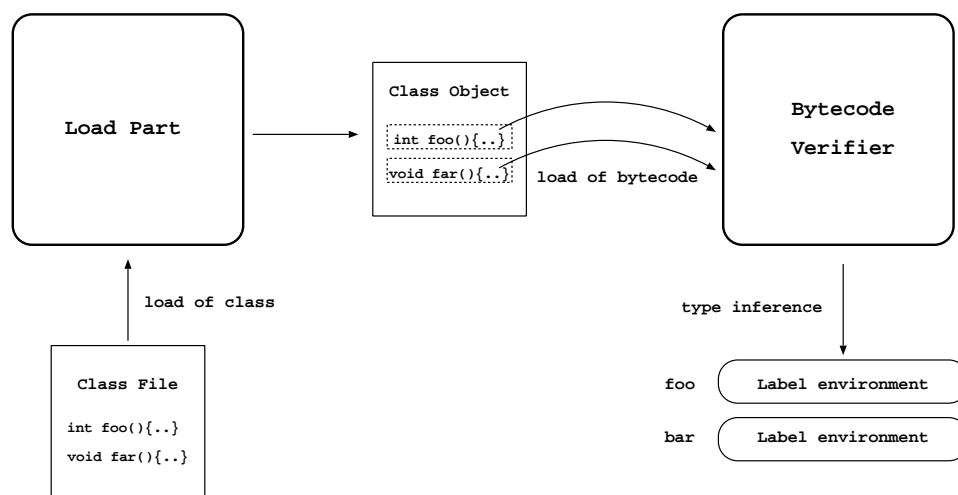 Load Part
Class Object
int foo(){..}
void far(){..}
load of bytecode
Bytecode
Verifier
load of class
type inference
Class File
int foo(){..}
void far(){..}
foo
Label environment
bar
Label environment